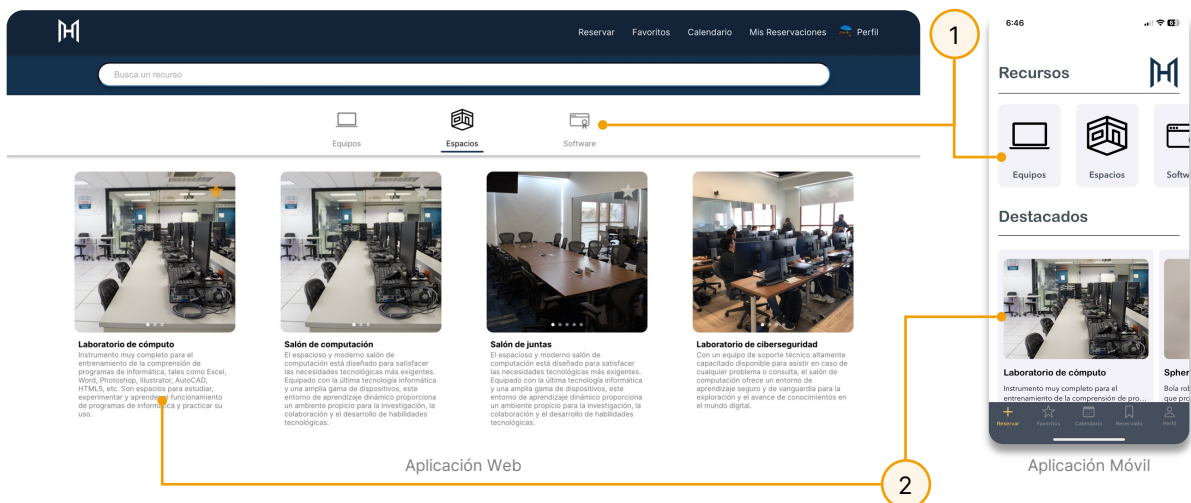 Reservar Favoritos Calendario Mis Reservaciones Perfil
Busca un recurso
Equipos Espacios Software
Laboratorio de cómputo
Instrumento muy completo para el
entrenamiento de la comprensión de
programas de informática, tales como Excel,
Word, Photoshop, Illustrator, AutoCAD,
HTML5, etc. Son espacios para estudiar,
experimentar y aprender el funcionamiento
de programas de informática y practicar su
uso.
Salón de computación
El espacioso y moderno salón de
computación está diseñado para satisfacer
las necesidades tecnológicas más exigentes.
Equipado con la última tecnología informática
y una amplia gama de dispositivos, este
entorno de aprendizaje dinámico proporciona
un ambiente propicio para la investigación, la
colaboración y el desarrollo de habilidades
tecnológicas.
Salón de juntas
El espacioso y moderno salón de
computación está diseñado para satisfacer
las necesidades tecnológicas más exigentes.
Equipado con la última tecnología informática
y una amplia gama de dispositivos, este
entorno de aprendizaje dinámico proporciona
un ambiente propicio para la investigación, la
colaboración y el desarrollo de habilidades
tecnológicas.
Laboratorio de ciberseguridad
Con un equipo de soporte técnico altamente
capacitado disponible para asistir en caso de
cualquier problema o consulta, el salón de
computación ofrece un entorno de
aprendizaje seguro y de vanguardia para la
exploración y el avance de conocimientos en
el mundo digital.
Aplicación Web
1
2
6:46
Recursos
Equipos Espacios Softw
Destacados
Laboratorio de cómputo
Instrumento muy completo para el
entrenamiento de la comprensión de pro...
Spher
Bola rob
que pro
Reservar Favoritos Calendario Reservado Perfil
Aplicación Móvil